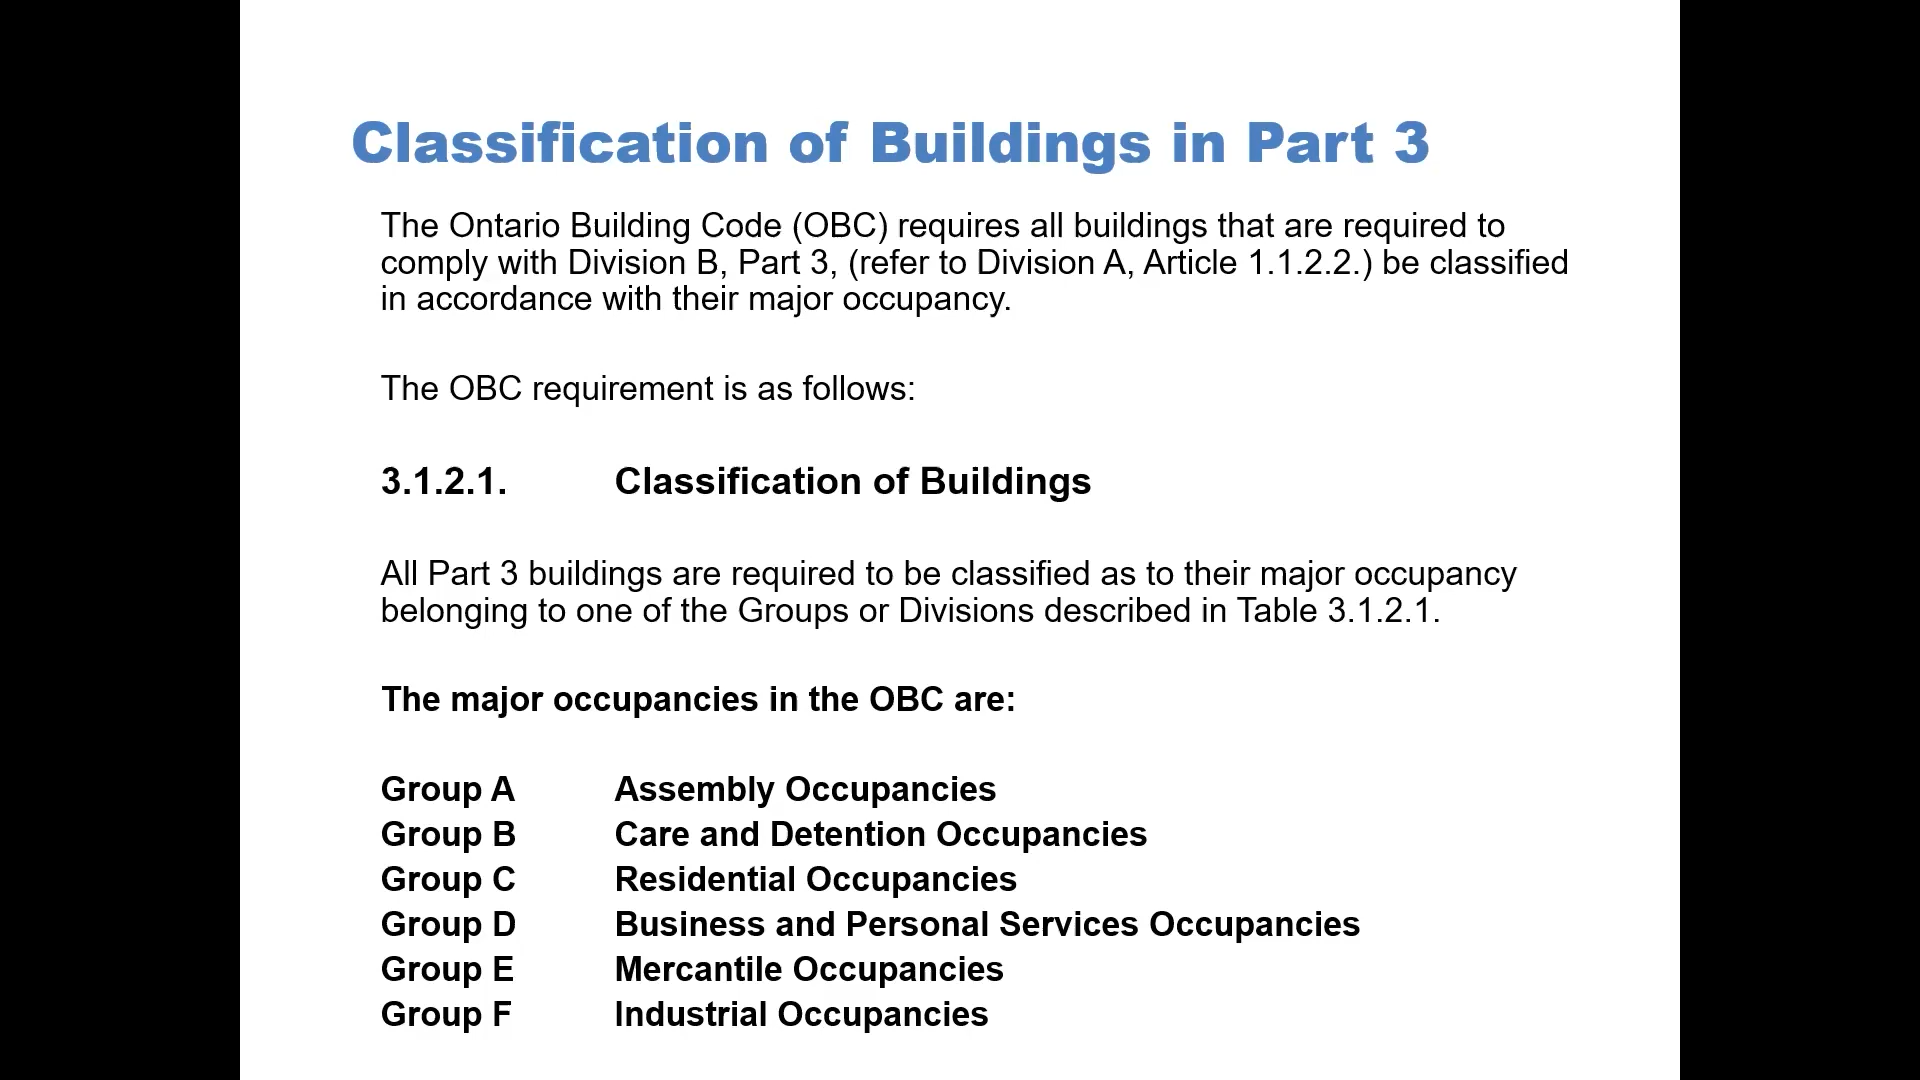 Classification of Buildings in Part 3
The Ontario Building Code (OBC) requires all buildings that are required to
comply with Division B, Part 3, (refer to Division A, Article 1.1.2.2.) be classified
in accordance with their major occupancy.
The OBC requirement is as follows:
3.1.2.1. Classification of Buildings
All Part 3 buildings are required to be classified as to their major occupancy
belonging to one of the Groups or Divisions described in Table 3.1.2.1.
The major occupancies in the OBC are:
Group A Assembly Occupancies
Group B Care and Detention Occupancies
Group C Residential Occupancies
Group D Business and Personal Services Occupancies
Group E Mercantile Occupancies
Group F Industrial Occupancies